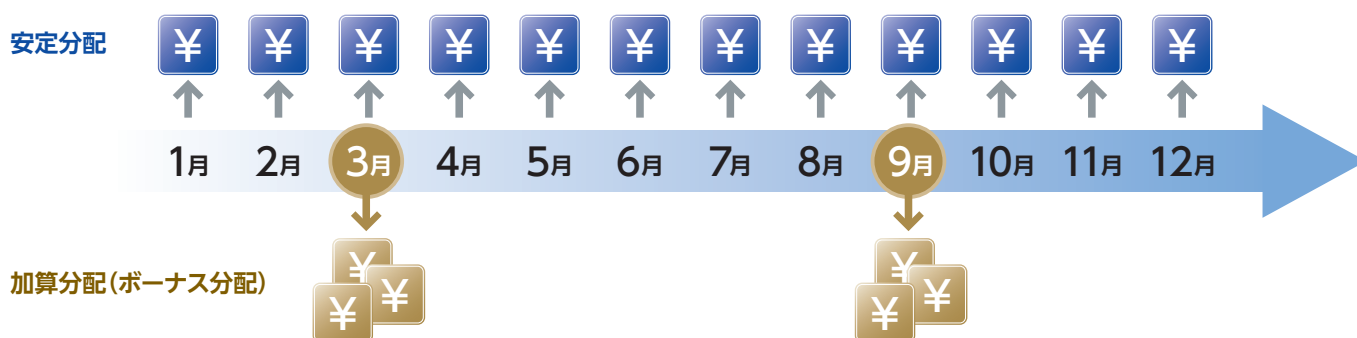 安定分配
¥ ¥ ¥ ¥ ¥ ¥ ¥ ¥ ¥ ¥ ¥ ¥
1月 2月 3月 4月 5月 6月 7月 8月 9月 10月 11月 12月
加算分配(ボーナス分配)
¥ ¥ ¥ ¥ ¥ ¥